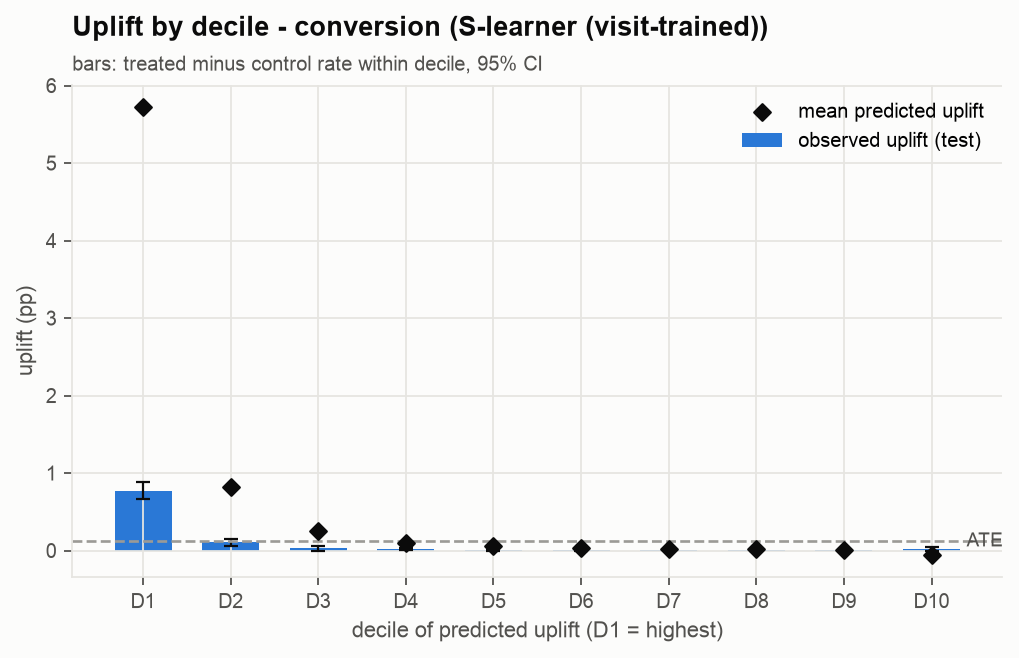 Uplift by decile - conversion (S-learner (visit-trained))
bars: treated minus control rate within decile, 95% CI
mean predicted uplift
observed uplift (test)
uplift (pp)
6
5
4
3
2
1
0
ATE
D1 D2 D3 D4 D5 D6 D7 D8 D9 D10
decile of predicted uplift (D1 = highest)